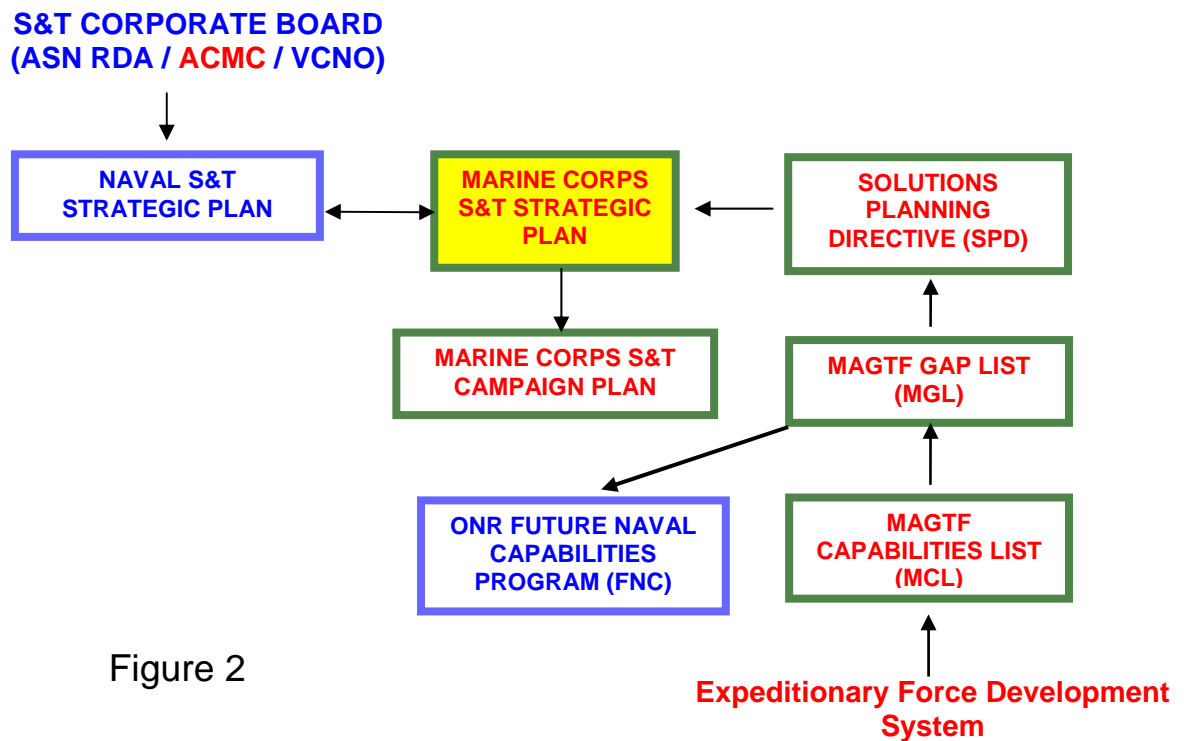 S&T CORPORATE BOARD
(ASN RDA / ACMC / VCNO)
NAVAL S&T
STRATEGIC PLAN
MARINE CORPS
S&T STRATEGIC
PLAN
SOLUTIONS
PLANNING
DIRECTIVE (SPD)
MARINE CORPS S&T
CAMPAIGN PLAN
MAGTF GAP LIST
(MGL)
ONR FUTURE NAVAL
CAPABILITIES
PROGRAM (FNC)
MAGTF
CAPABILITIES LIST
(MCL)
Figure 2
Expeditionary Force Development
System